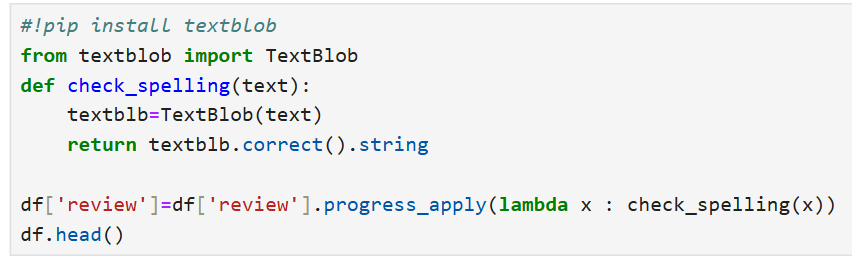 #!pip install textblob
from textblob import TextBlob
def check_spelling(text):
    textblb=TextBlob(text)
    return textblb.correct().string

df['review']=df['review'].progress_apply(lambda x : check_spelling(x))
df.head()